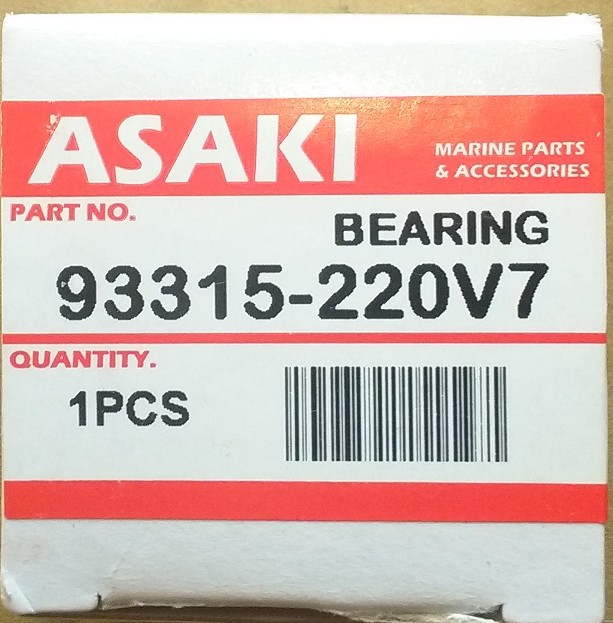 ASAKI
MARINE PARTS
& ACCESSORIES
PART NO.
BEARING
93315-220V7
QUANTITY.
1PCS